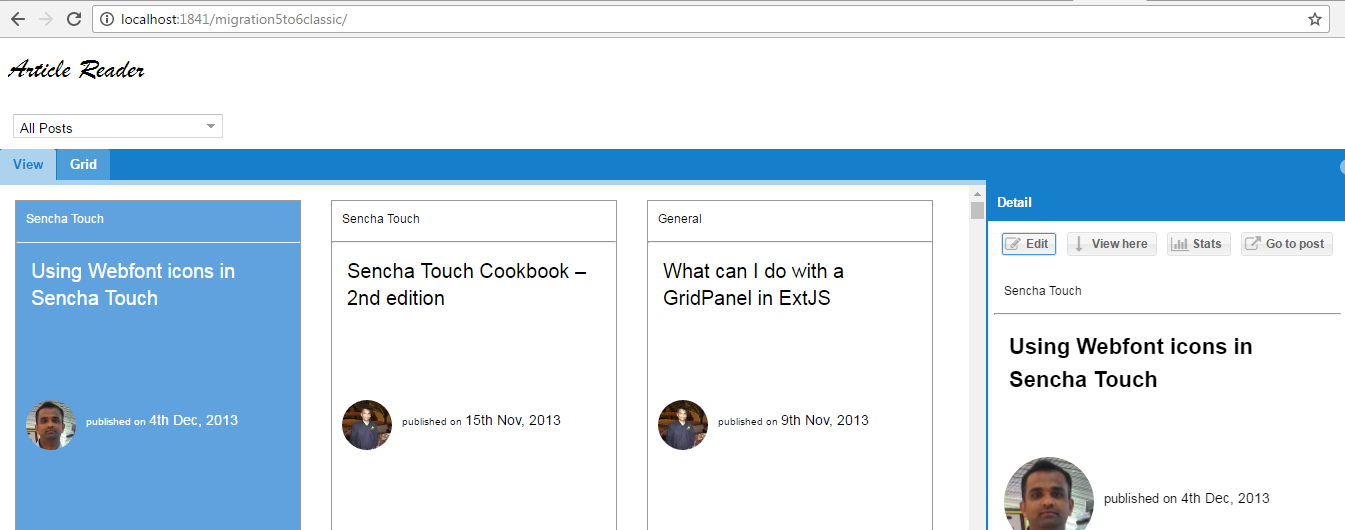 localhost:1841/migration5to6classic/
Article Reader
All Posts
View Grid
Sencha Touch
Using Webfont icons in
Sencha Touch
published on 4th Dec, 2013
Sencha Touch
Sencha Touch Cookbook –
2nd edition
published on 15th Nov, 2013
General
What can I do with a
GridPanel in ExtJS
published on 9th Nov, 2013
Detail
Edit View here Stats Go to post
Sencha Touch
Using Webfont icons in
Sencha Touch
published on 4th Dec, 2013